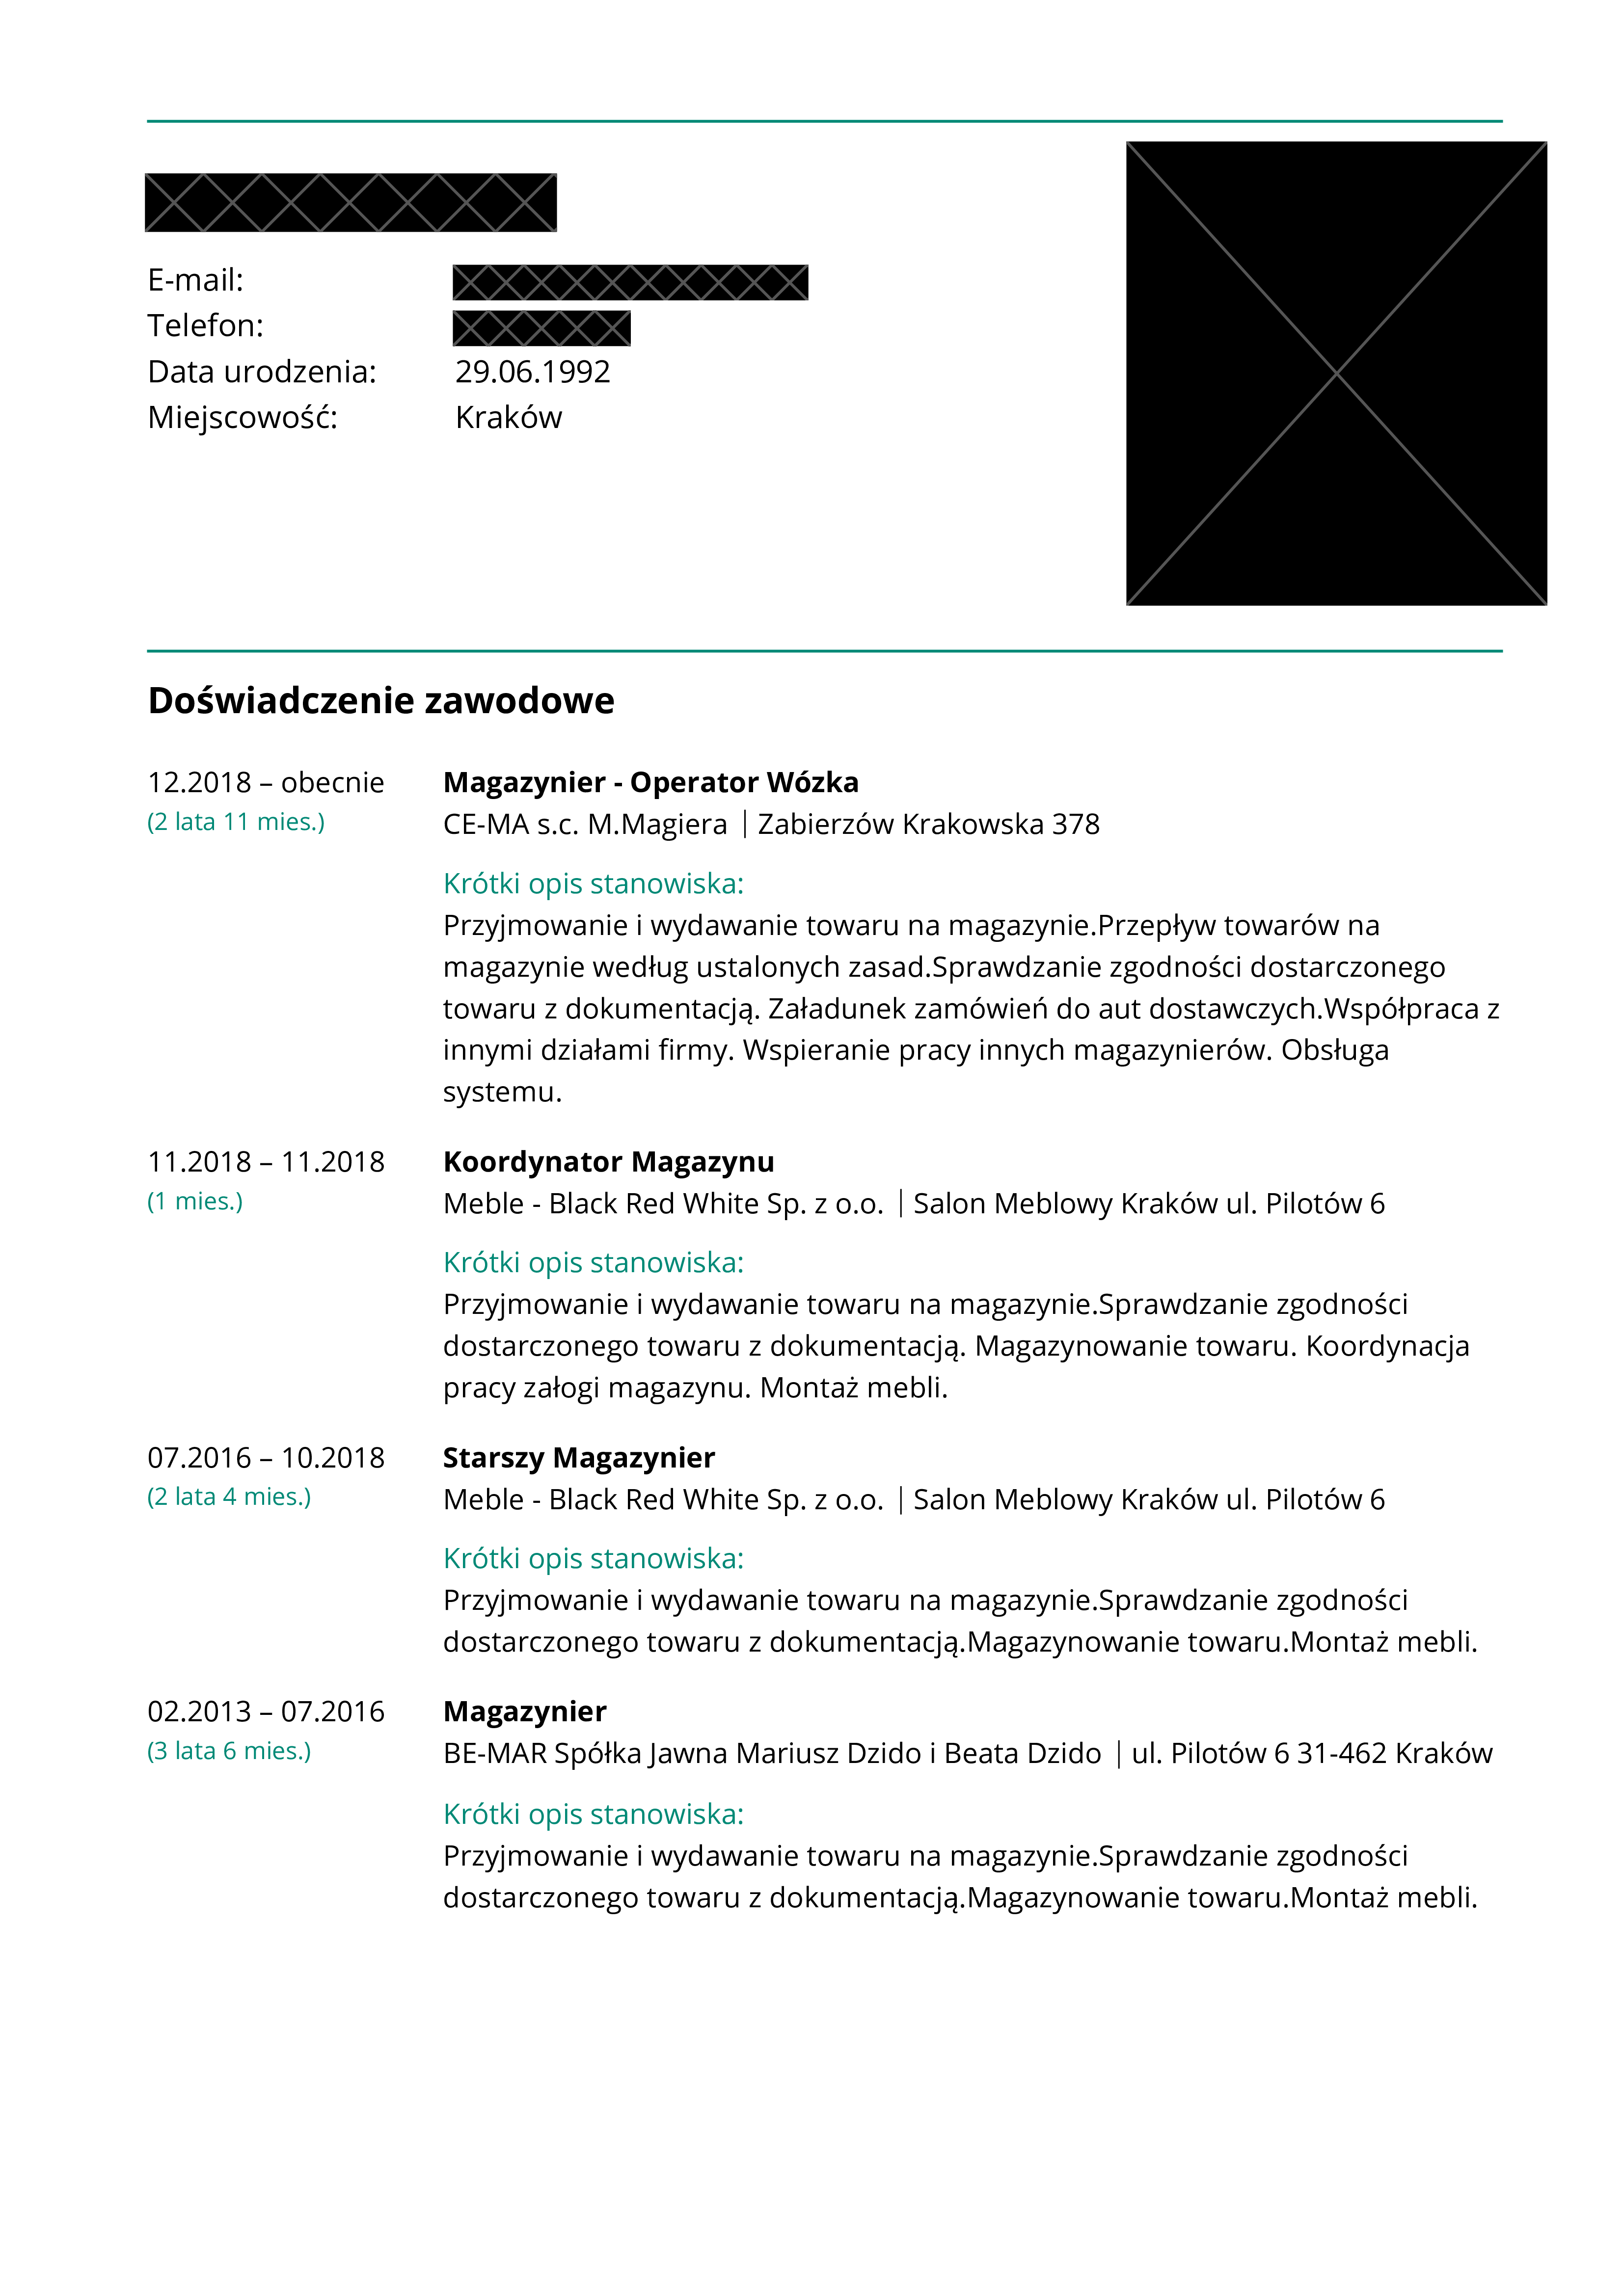 E-mail:
Telefon:
Data urodzenia: 29.06.1992
Miejscowość: Kraków
Doświadczenie zawodowe
12.2018 – obecnie Magazynier - Operator Wózka
(2 lata 11 mies.) CE-MA s.c. M.Magiera | Zabierzów Krakowska 378
Krótki opis stanowiska:
Przyjmowanie i wydawanie towaru na magazynie.Przepływ towarów na
magazynie według ustalonych zasad.Sprawdzanie zgodności dostarczonego
towaru z dokumentacją. Załadunek zamówień do aut dostawczych.Współpraca z
innymi działami firmy. Wspieranie pracy innych magazynierów. Obsługa
systemu.
11.2018 – 11.2018 Koordynator Magazynu
(1 mies.) Meble - Black Red White Sp. z o.o. | Salon Meblowy Kraków ul. Pilotów 6
Krótki opis stanowiska:
Przyjmowanie i wydawanie towaru na magazynie.Sprawdzanie zgodności
dostarczonego towaru z dokumentacją. Magazynowanie towaru. Koordynacja
pracy załogi magazynu. Montaż mebli.
07.2016 – 10.2018 Starszy Magazynier
(2 lata 4 mies.) Meble - Black Red White Sp. z o.o. | Salon Meblowy Kraków ul. Pilotów 6
Krótki opis stanowiska:
Przyjmowanie i wydawanie towaru na magazynie.Sprawdzanie zgodności
dostarczonego towaru z dokumentacją.Magazynowanie towaru.Montaż mebli.
02.2013 – 07.2016 Magazynier
(3 lata 6 mies.) BE-MAR Spółka Jawna Mariusz Dzido i Beata Dzido | ul. Pilotów 6 31-462 Kraków
Krótki opis stanowiska:
Przyjmowanie i wydawanie towaru na magazynie.Sprawdzanie zgodności
dostarczonego towaru z dokumentacją.Magazynowanie towaru.Montaż mebli.